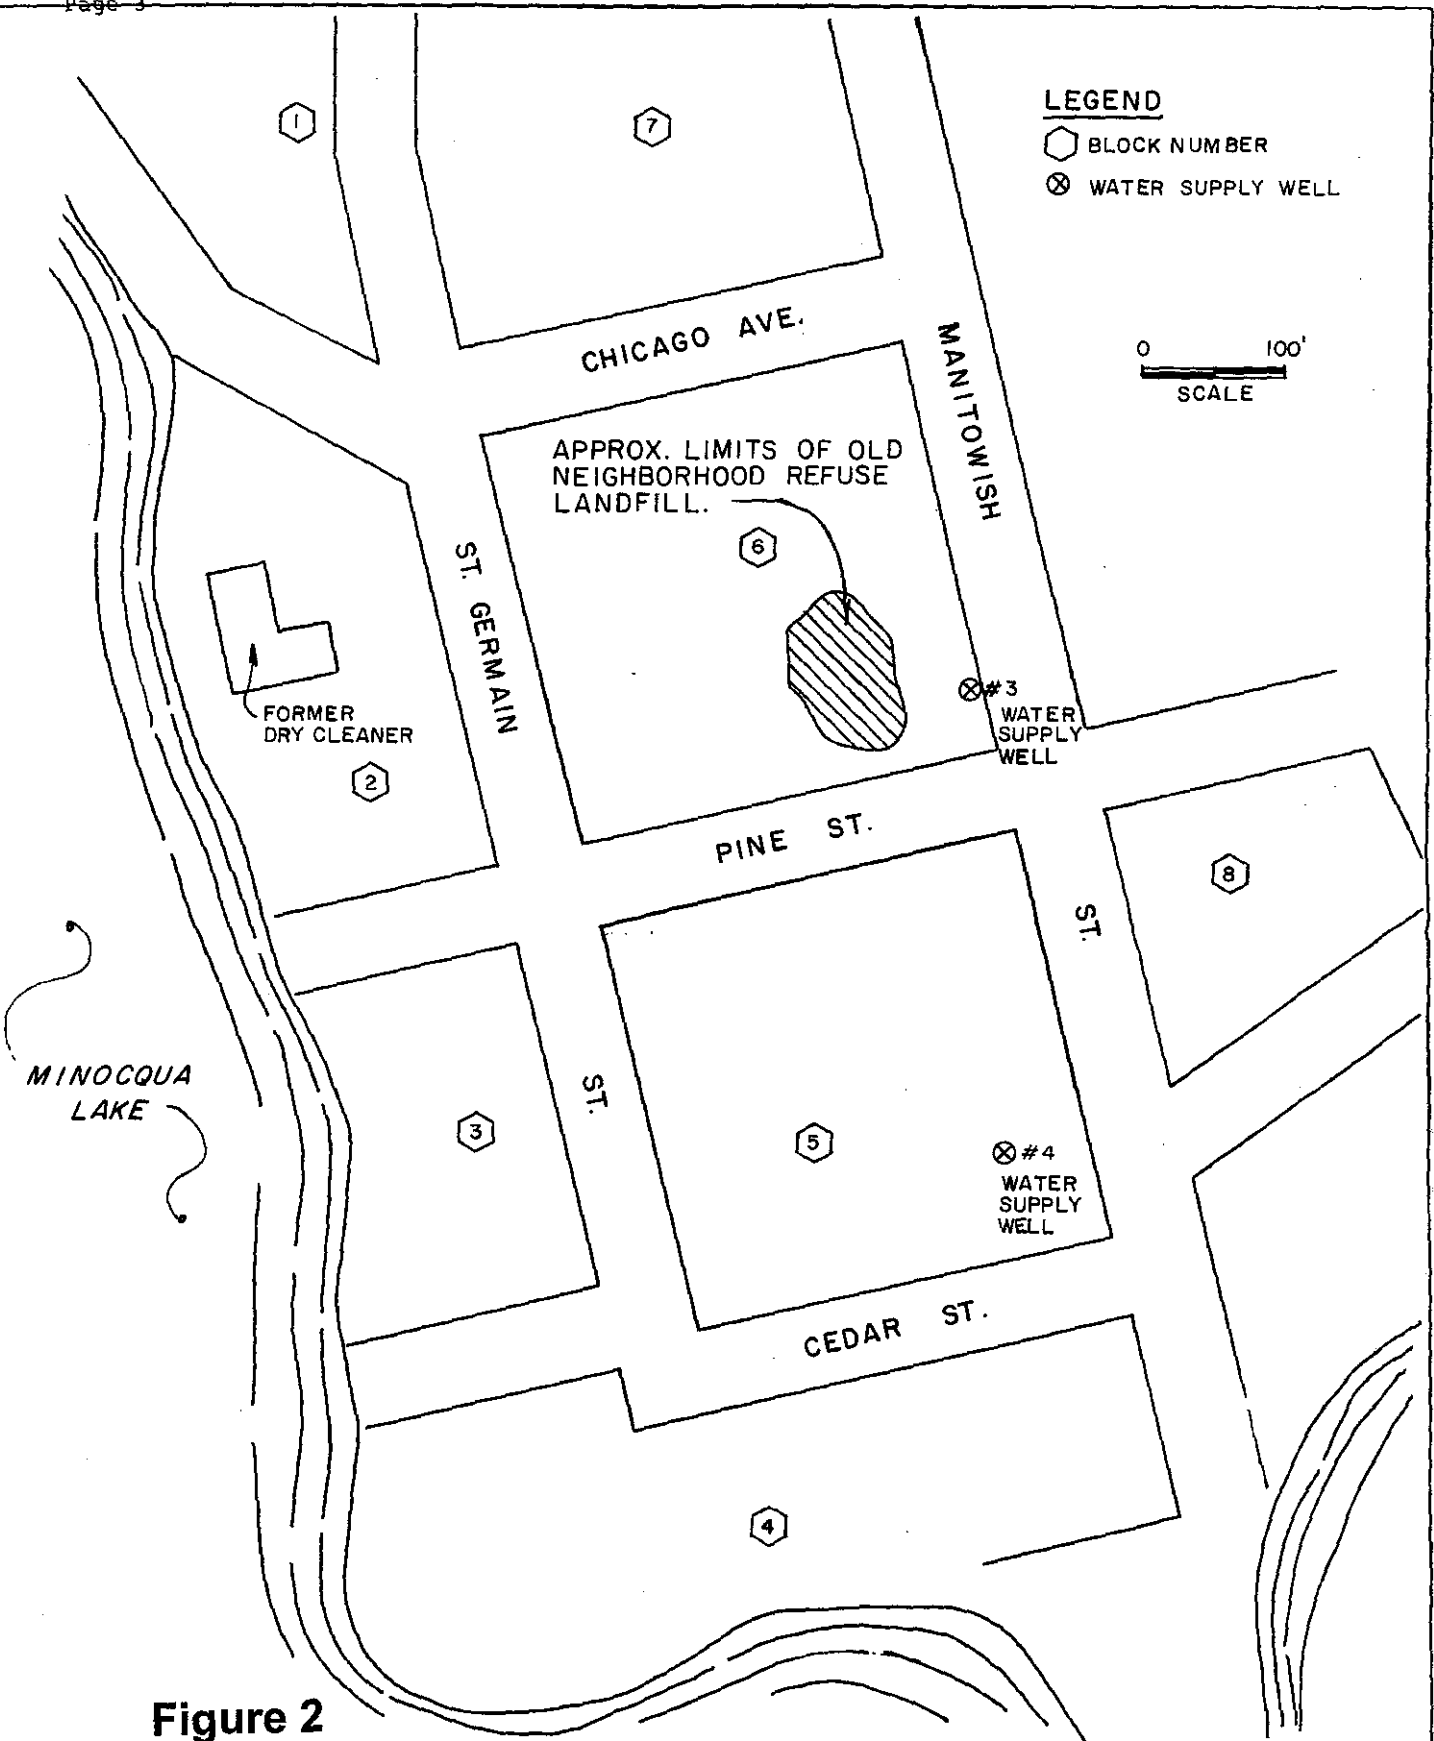 Page 3
1
7
LEGEND
BLOCK NUMBER
WATER SUPPLY WELL
CHICAGO AVE.
MANITOWISH
0 100'
SCALE
APPROX. LIMITS OF OLD
NEIGHBORHOOD REFUSE
LANDFILL.
6
ST. GERMAIN
#3
WATER
SUPPLY
WELL
FORMER
DRY CLEANER
2
PINE ST.
8
ST.
MINOCQUA
LAKE
ST.
3
5
#4
WATER
SUPPLY
WELL
CEDAR ST.
4
Figure 2